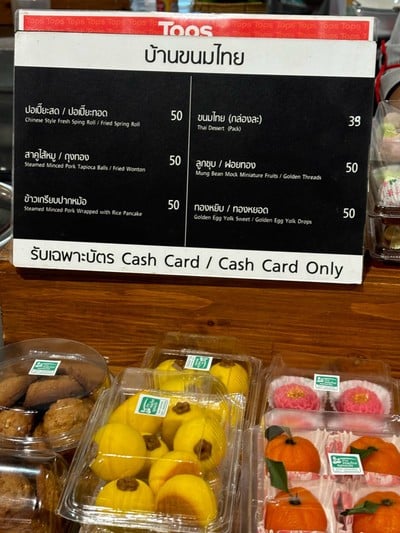 Tops
บ้านขนมไทย
ปอเปี๊ยะสด / ปอเปี๊ยะทอด 50
Chinese Style Fresh Sping Roll / Fried Spring Roll
สาคูไส้หมู / ถุงทอง 50
Steamed Minced Pork Tapioca Balls / Fried Wonton
ข้าวเกรียบปากหม้อ 50
Steamed Minced Pork Wrapped with Rice Pancake
ขนมไทย (กล่องละ) 39
Thai Dessert (Pack)
ลูกชุบ / ฝอยทอง 50
Mung Bean Mock Miniature Fruits / Golden Threads
ทองหยิบ / ทองหยอด 50
Golden Egg Yolk Sweet / Golden Egg Yolk Drops
รับเฉพาะบัตร Cash Card / Cash Card Only